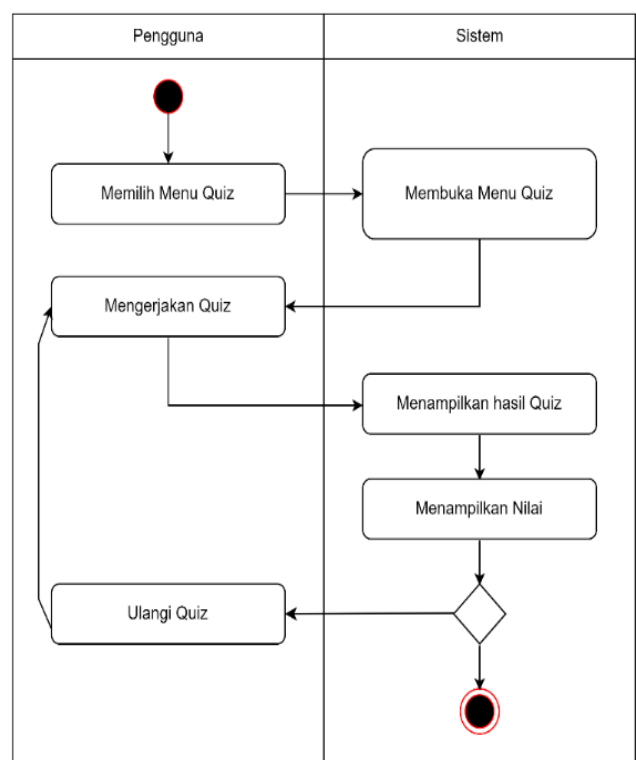 Pengguna
Sistem
Memilih Menu Quiz
Membuka Menu Quiz
Mengerjakan Quiz
Menampilkan hasil Quiz
Menampilkan Nilai
Ulangi Quiz